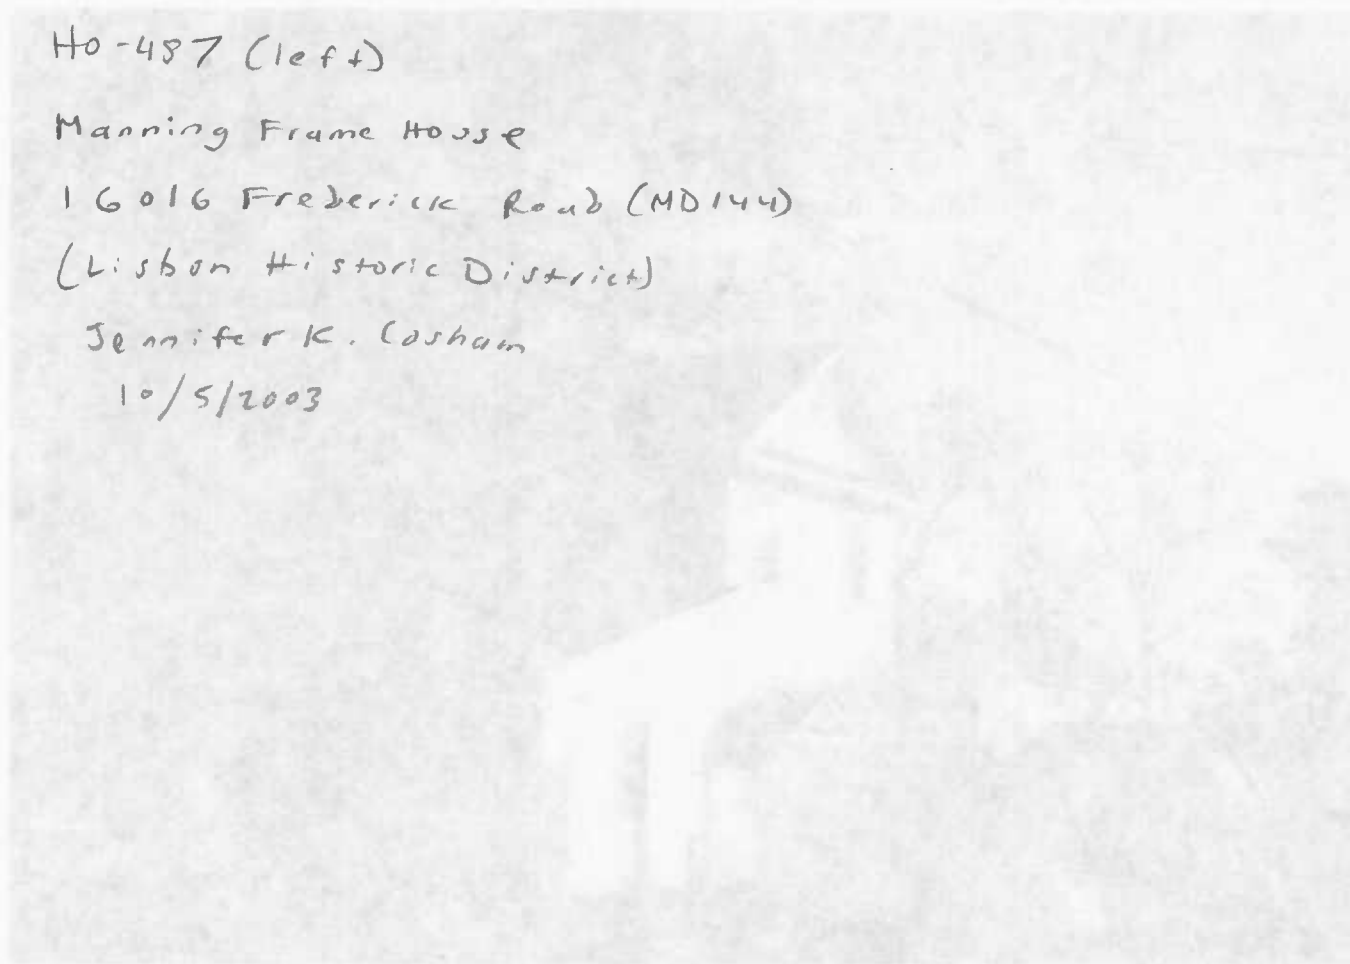 HO-487 (left)
Manning Frame House
16016 Frederick Road (MD144)
(Lisbon Historic District)
Jennifer K. Cosham
10/5/2003